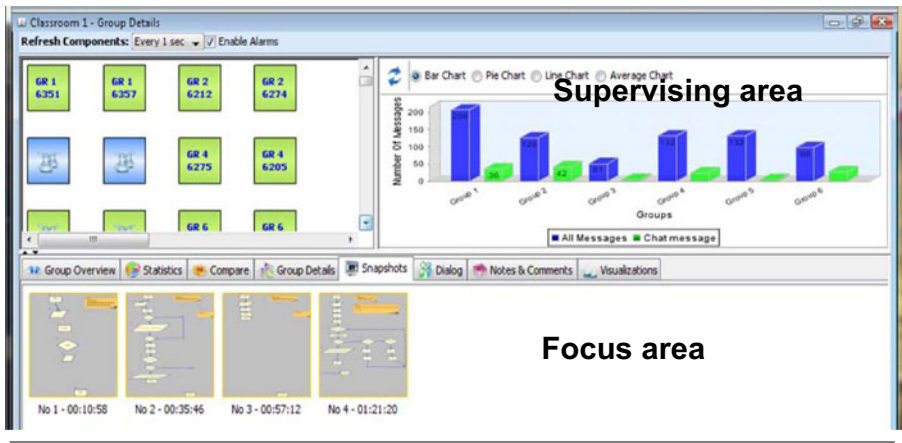 Classroom 1 - Group Details
Refresh Components: Every 1 sec Enable Alarms
GR 1 6351
GR 1 6357
GR 2 6212
GR 2 6274
GR 4 6275
GR 4 6205
GR 6
GR 6
Bar Chart Pie Chart Line Chart Average Chart
Supervising area
Number Of Messages
200
150
100
50
0
36
42
51
132
132
Group 1
Group 2
Group 3
Group 4
Group 5
Group 6
Groups
All Messages Chat message
Group Overview Statistics Compare Group Details Snapshots Dialog Notes & Comments Visualizations
Focus area
No 1 - 00:10:58
No 2 - 00:35:46
No 3 - 00:57:12
No 4 - 01:21:20